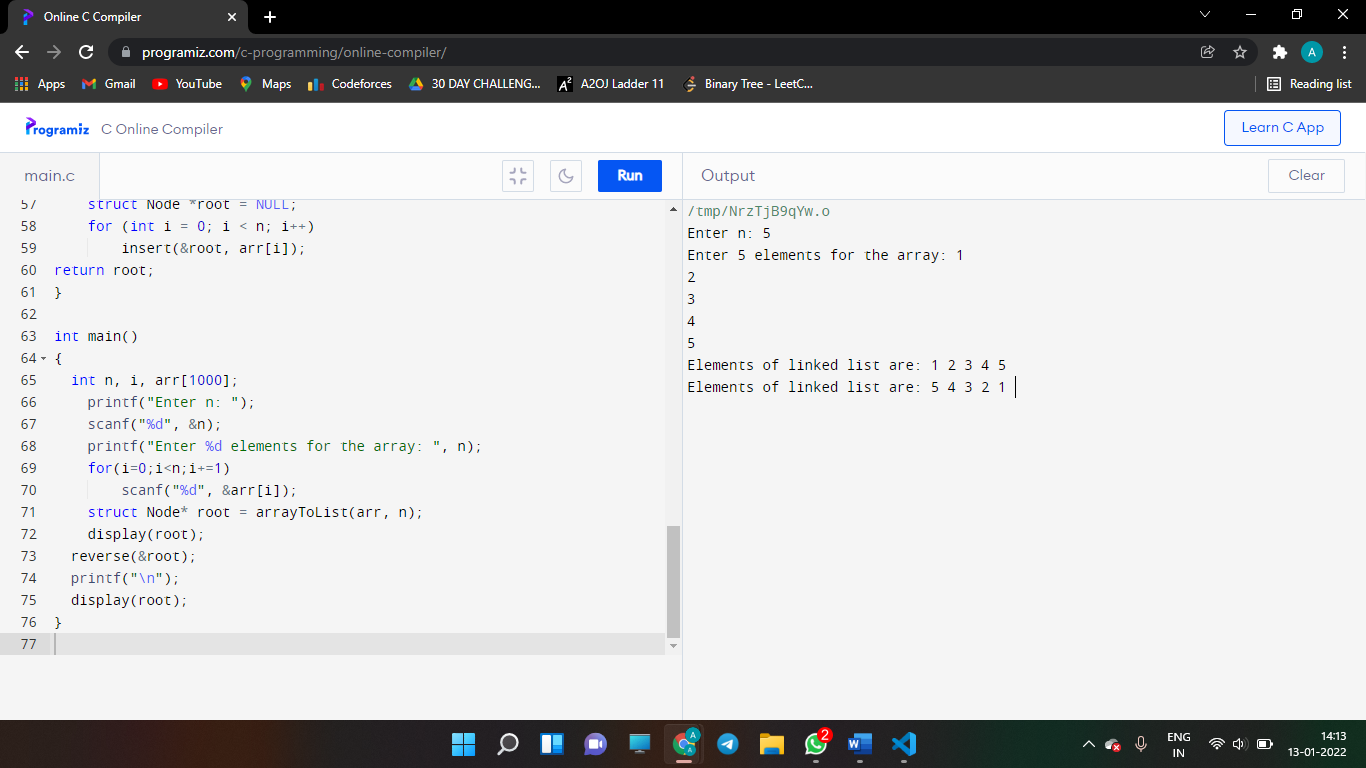 Online C Compiler
programiz.com/c-programming/online-compiler/
A
Apps Gmail YouTube Maps Codeforces 30 DAY CHALLENG... A² A2OJ Ladder 11 Binary Tree - LeetC... Reading list
Programiz C Online Compiler Learn C App
main.c Run Output Clear
57 struct Node *root = NULL;
58 for (int i = 0; i < n; i++)
59 insert(&root, arr[i]);
60 return root;
61 }
62
63 int main()
64 {
65 int n, i, arr[1000];
66 printf("Enter n: ");
67 scanf("%d", &n);
68 printf("Enter %d elements for the array: ", n);
69 for(i=0;i<n;i+=1)
70 scanf("%d", &arr[i]);
71 struct Node* root = arrayToList(arr, n);
72 display(root);
73 reverse(&root);
74 printf("\n");
75 display(root);
76 }
77
/tmp/NrzTjB9qYw.o
Enter n: 5
Enter 5 elements for the array: 1
2
3
4
5
Elements of linked list are: 1 2 3 4 5
Elements of linked list are: 5 4 3 2 1
A
A
2
W
ENG
IN
14:13
13-01-2022